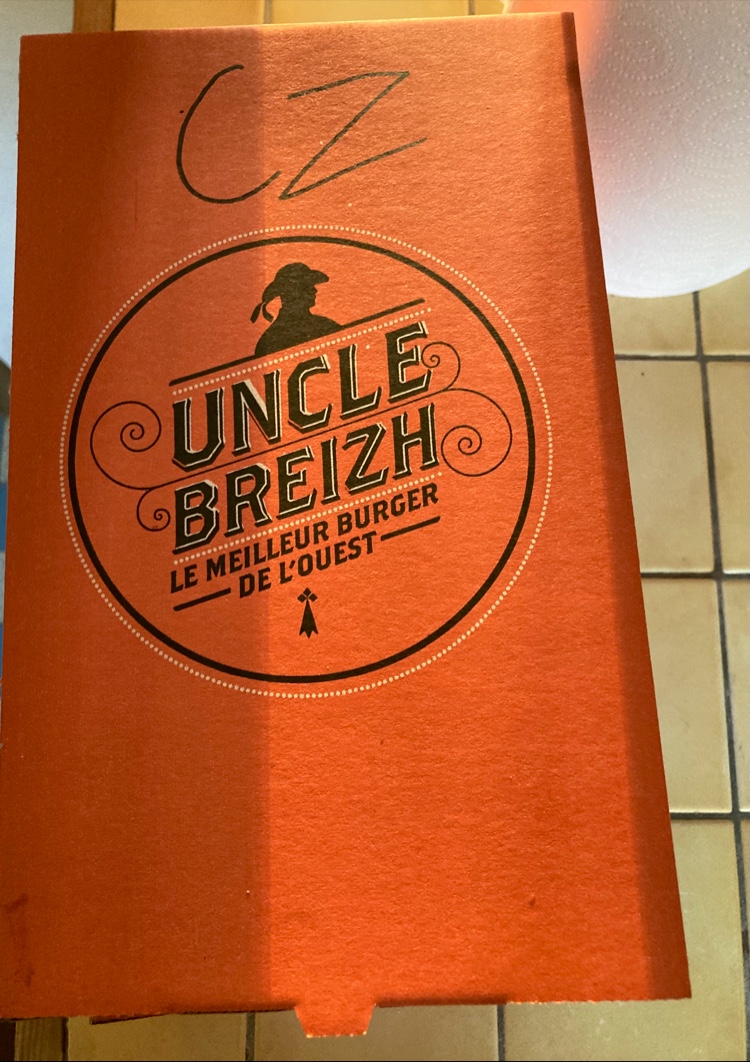 CZ
UNCLE
BREIZH
LE MEILLEUR BURGER
DE L'OUEST